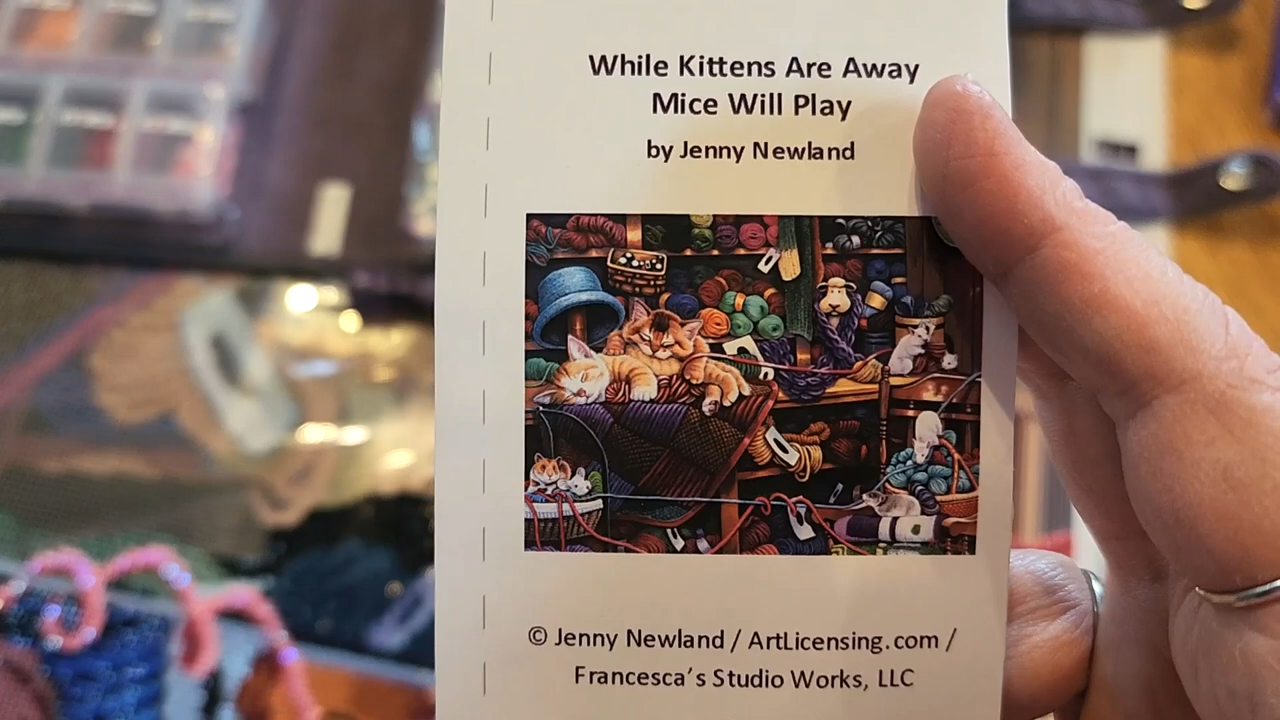 While Kittens Are Away
Mice Will Play
by Jenny Newland
© Jenny Newland / ArtLicensing.com /
Francesca's Studio Works, LLC